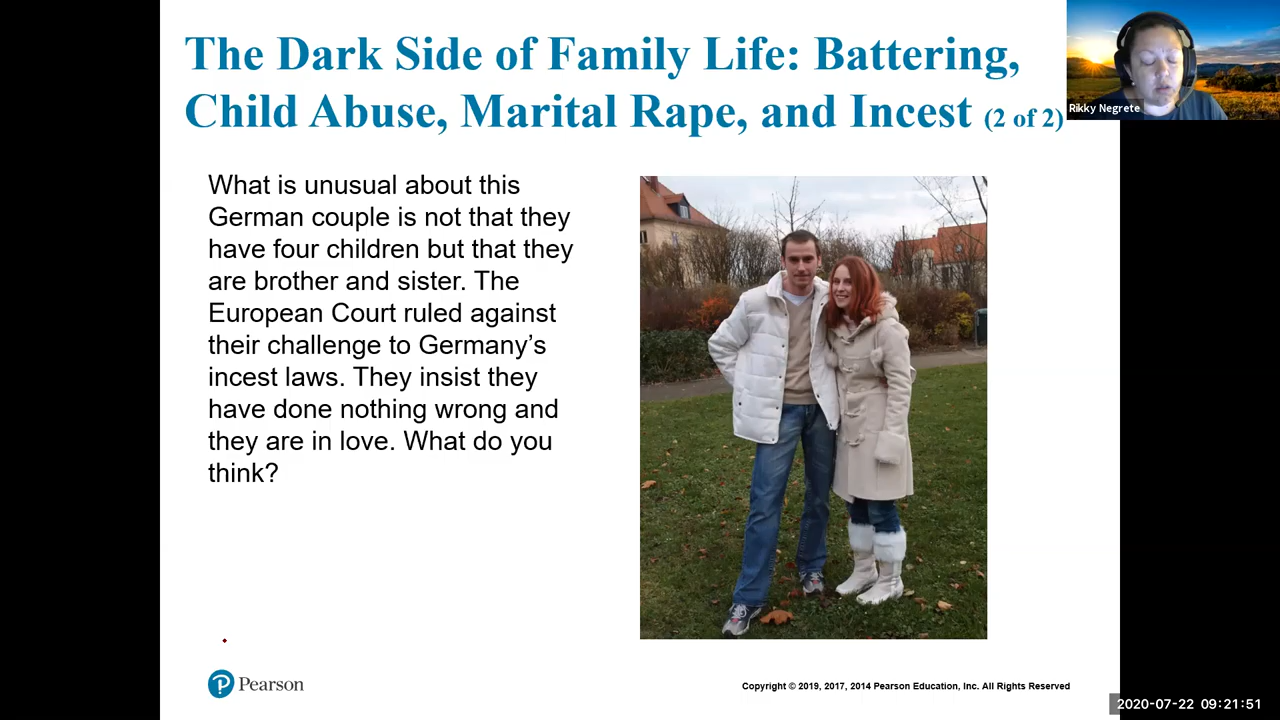 The Dark Side of Family Life: Battering,
Child Abuse, Marital Rape, and Incest (2 of 2)
Rikky Negrete
What is unusual about this
German couple is not that they
have four children but that they
are brother and sister. The
European Court ruled against
their challenge to Germany’s
incest laws. They insist they
have done nothing wrong and
they are in love. What do you
think?
Pearson
Copyright © 2019, 2017, 2014 Pearson Education, Inc. All Rights Reserved
2020-07-22 09:21:51